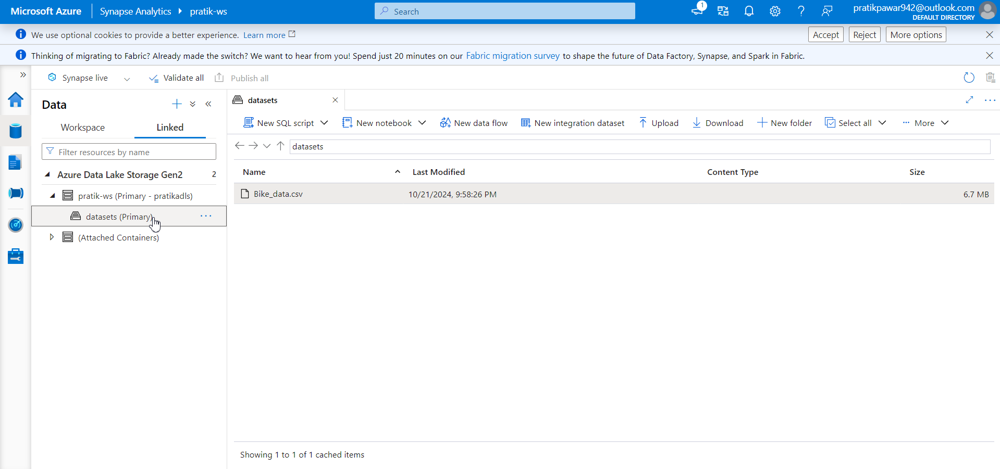 Microsoft Azure Synapse Analytics pratik-ws Search 1 pratikpawar942@outlook.com
DEFAULT DIRECTORY
We use optional cookies to provide a better experience. Learn more Accept Reject More options
Thinking of migrating to Fabric? Already made the switch? We want to hear from you! Spend just 20 minutes on our Fabric migration survey to shape the future of Data Factory, Synapse, and Spark in Fabric.
Synapse live Validate all Publish all
Data
Workspace Linked
Filter resources by name
Azure Data Lake Storage Gen2 2
pratik-ws (Primary - pratikadls)
datasets (Primary)
(Attached Containers)
datasets
New SQL script New notebook New data flow New integration dataset Upload Download New folder Select all More
datasets
Name Last Modified Content Type Size
Bike_data.csv 10/21/2024, 9:58:26 PM 6.7 MB
Showing 1 to 1 of 1 cached items